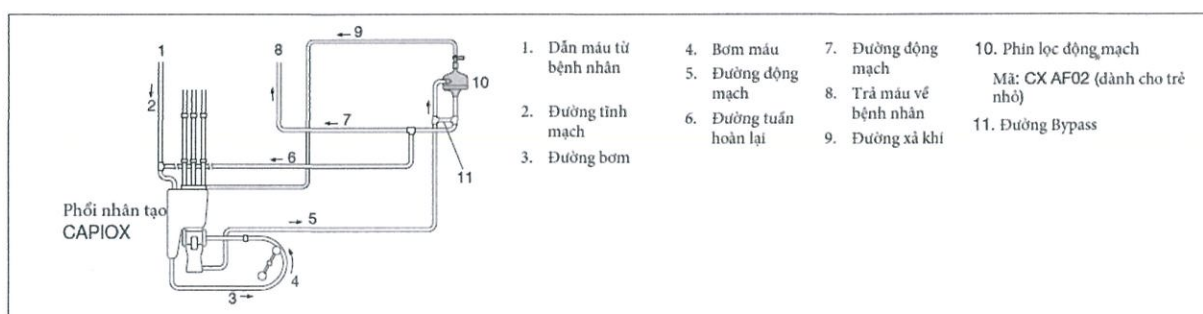 1
8
9
2
10
7
6
11
Phổi nhân tạo
CAPIOX
5
4
3
1. Dẫn máu từ
bệnh nhân
2. Đường tĩnh
mạch
3. Đường bơm
4. Bơm máu
5. Đường động
mạch
6. Đường tuần
hoàn lại
7. Đường động
mạch
8. Trả máu về
bệnh nhân
9. Đường xả khí
10. Phin lọc động mạch
Mã: CX AF02 (dành cho trẻ
nhỏ)
11. Đường Bypass